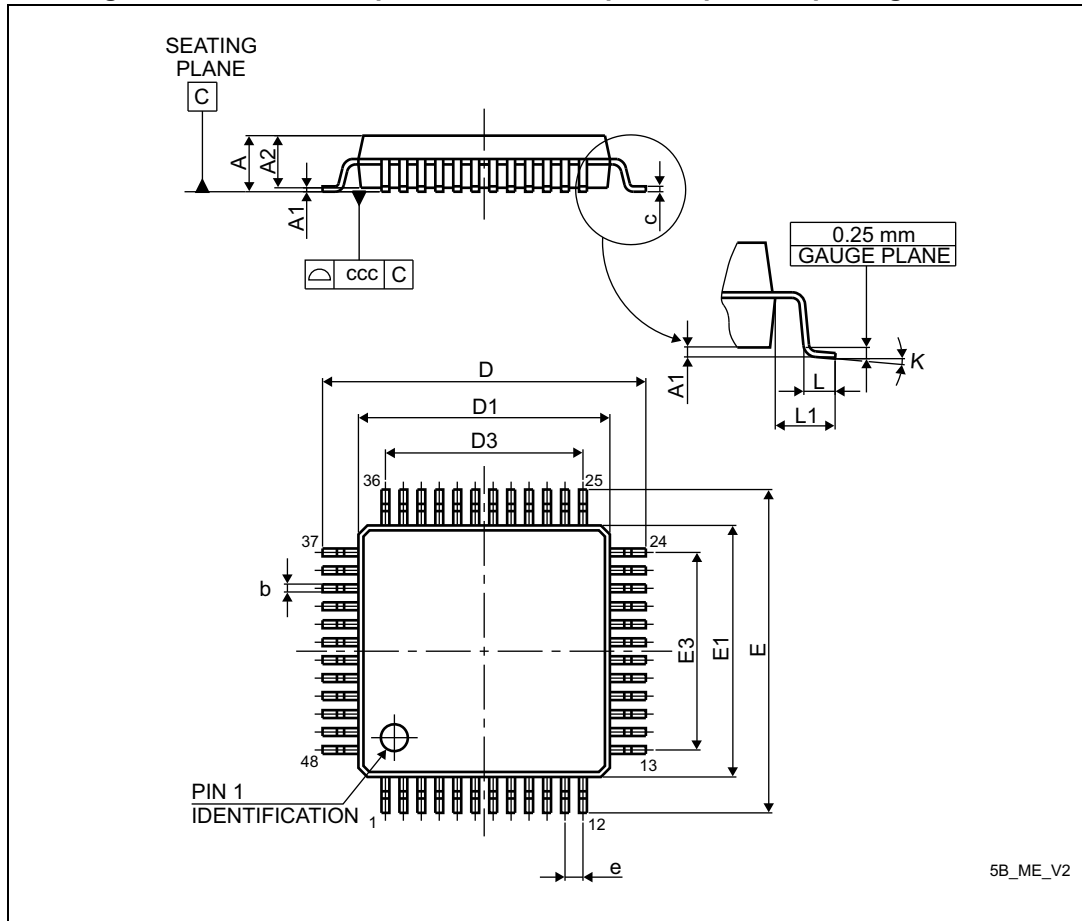 SEATING
PLANE
C
A
A2
A1
c
ccc C
0.25 mm
GAUGE PLANE
A1
K
L
L1
D
D1
D3
36
25
37
24
b
E3
E1
E
48
13
PIN 1
IDENTIFICATION
1
12
e
5B_ME_V2